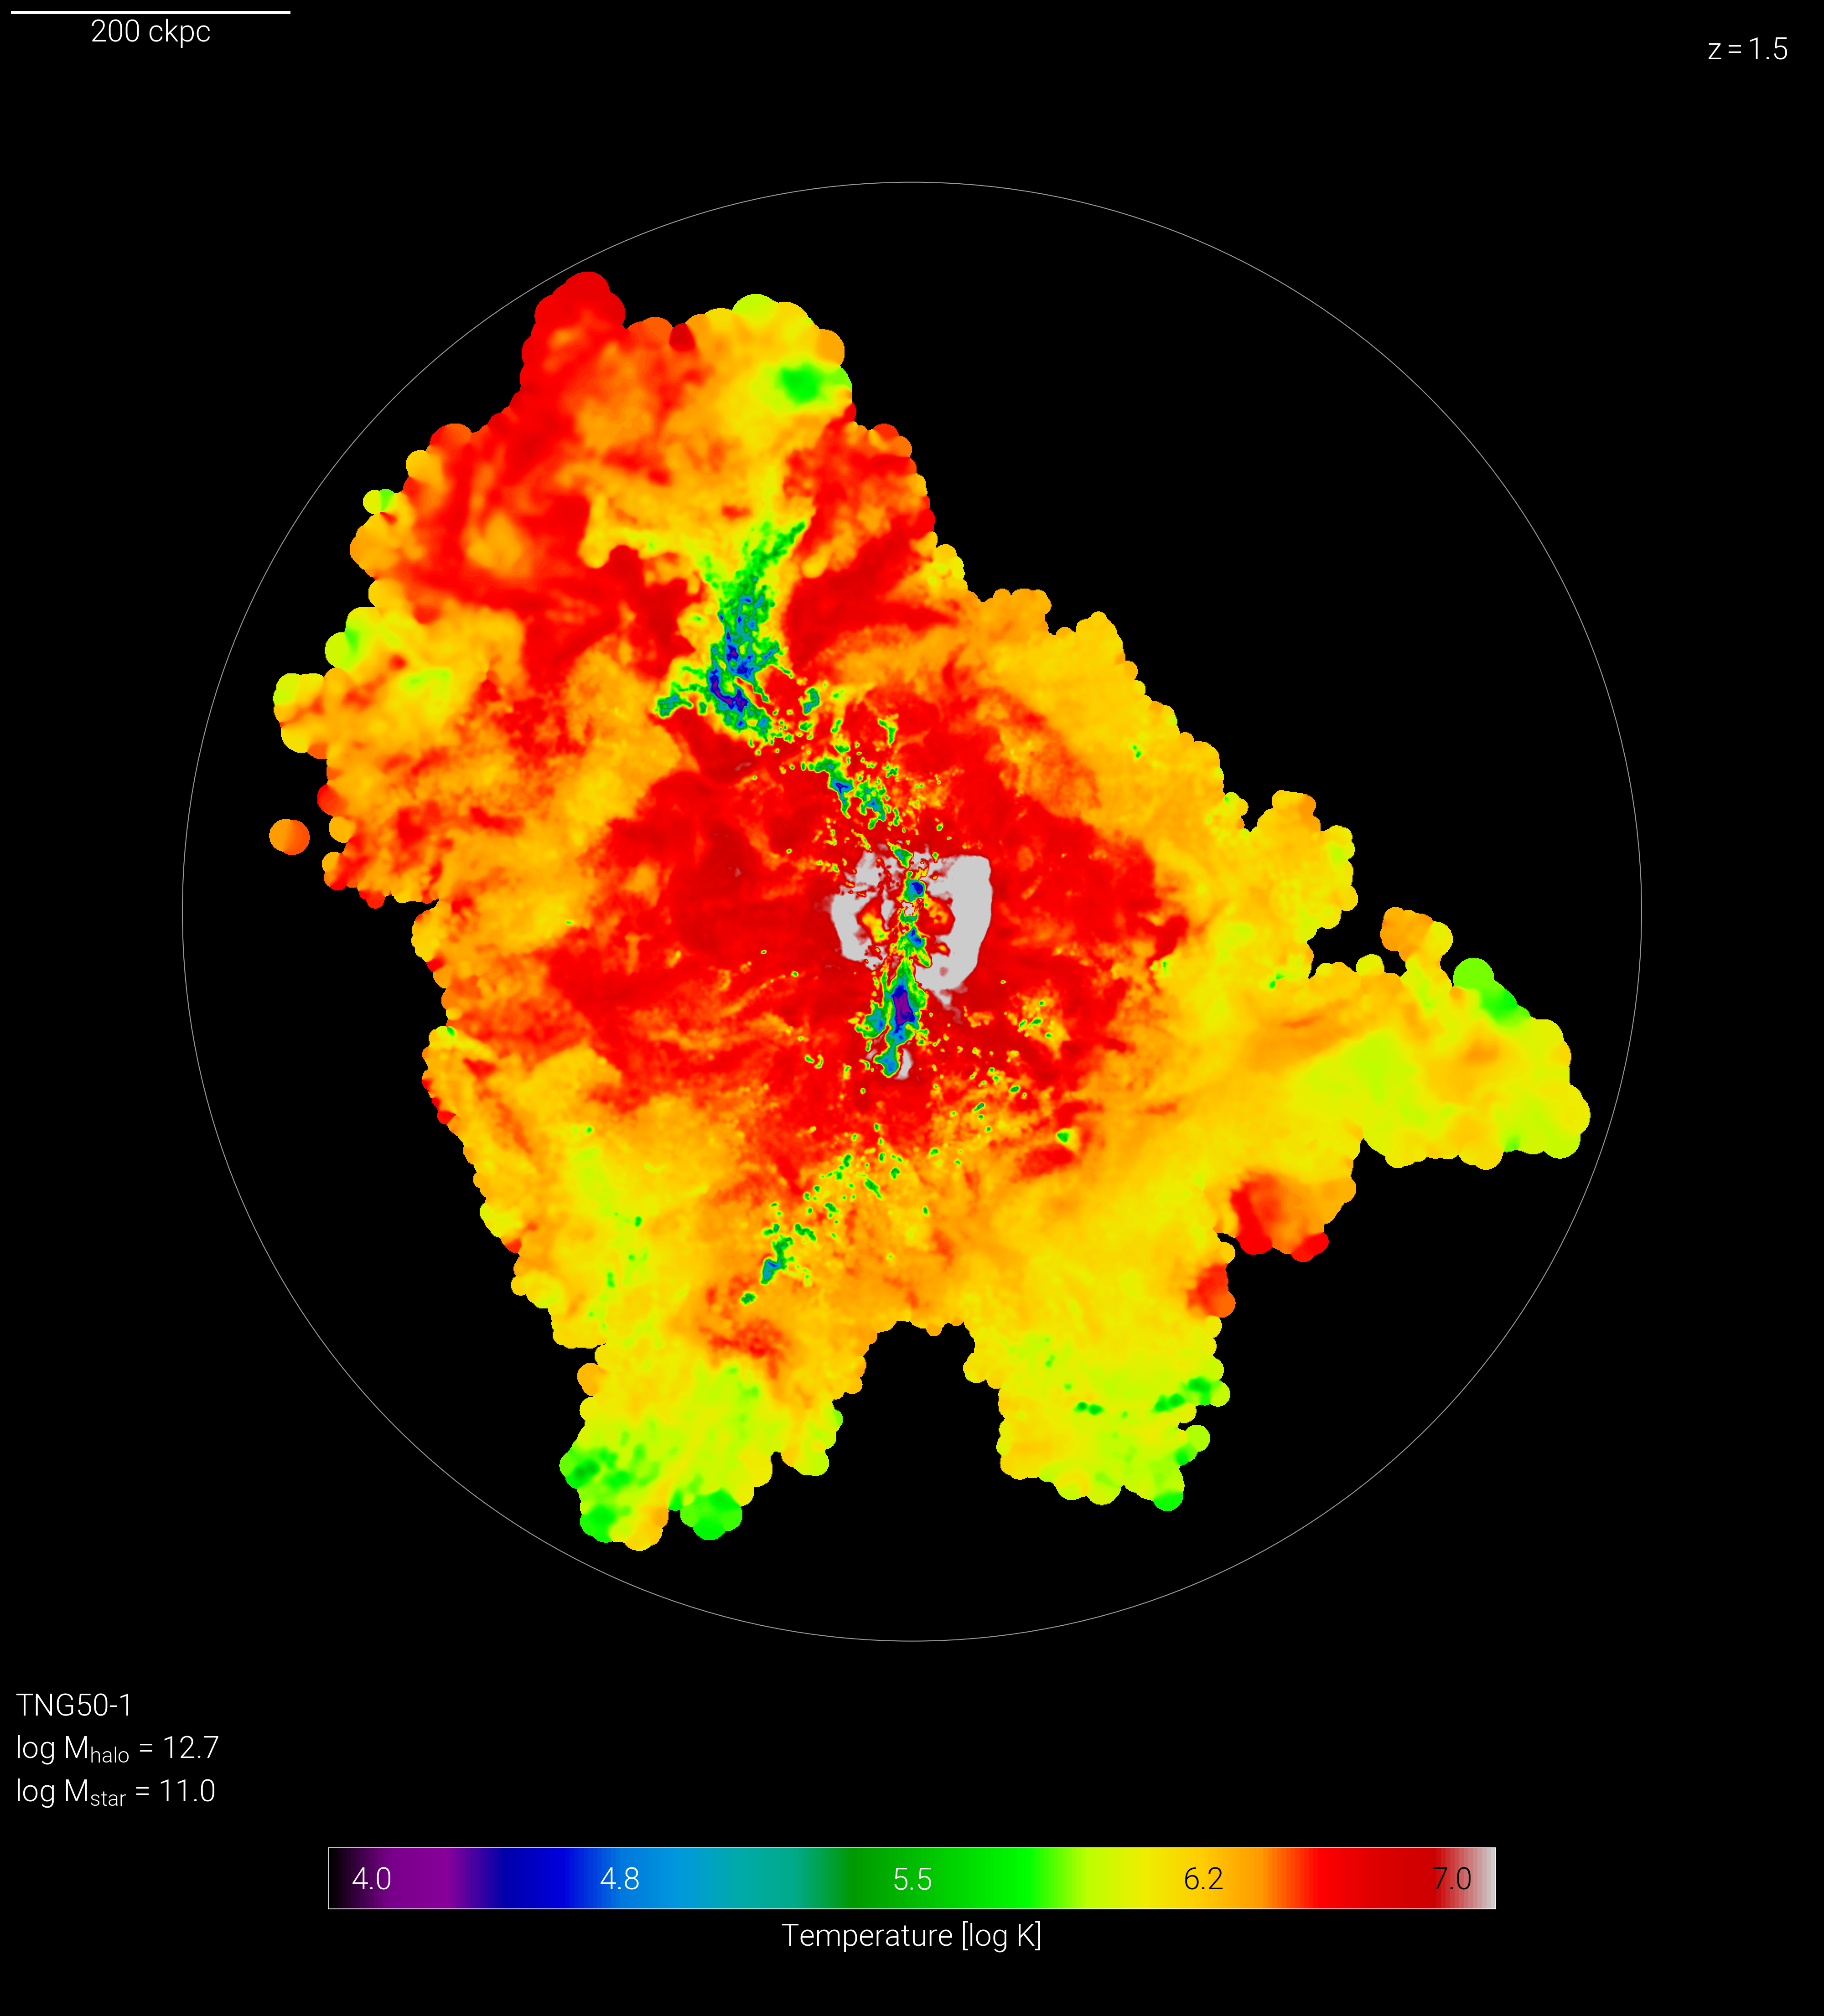 200 ckpc
z = 1.5
TNG50-1
log Mhalo = 12.7
log Mstar = 11.0
4.0 4.8 5.5 6.2 7.0
Temperature [log K]